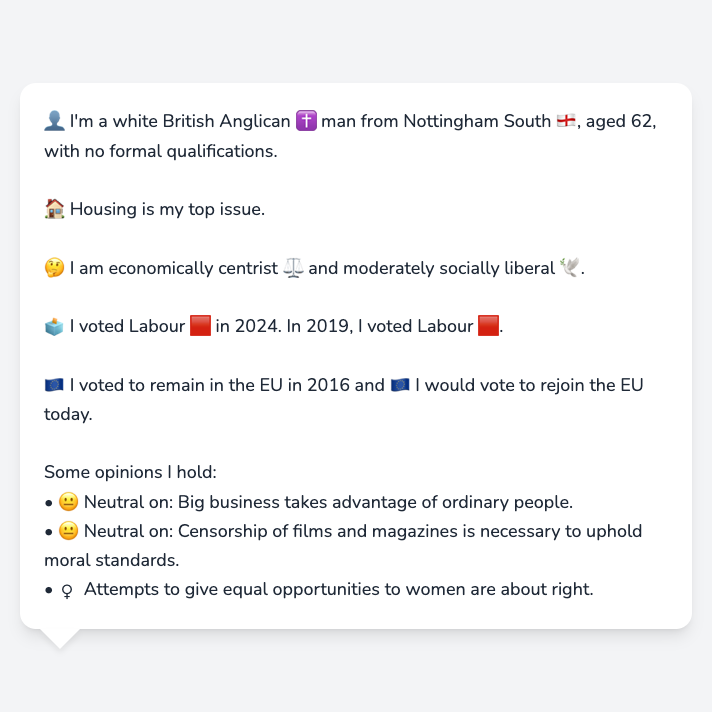 👤 I'm a white British Anglican ✝️ man from Nottingham South 🏴󠁧󠁢󠁥󠁮󠁧󠁿, aged 62,
with no formal qualifications.
🏠 Housing is my top issue.
🤔 I am economically centrist ⚖️ and moderately socially liberal 🕊️.
🗳️ I voted Labour 🟥 in 2024. In 2019, I voted Labour 🟥.
🇪🇺 I voted to remain in the EU in 2016 and 🇪🇺 I would vote to rejoin the EU
today.
Some opinions I hold:
• 😐 Neutral on: Big business takes advantage of ordinary people.
• 😐 Neutral on: Censorship of films and magazines is necessary to uphold
moral standards.
• ♀ Attempts to give equal opportunities to women are about right.